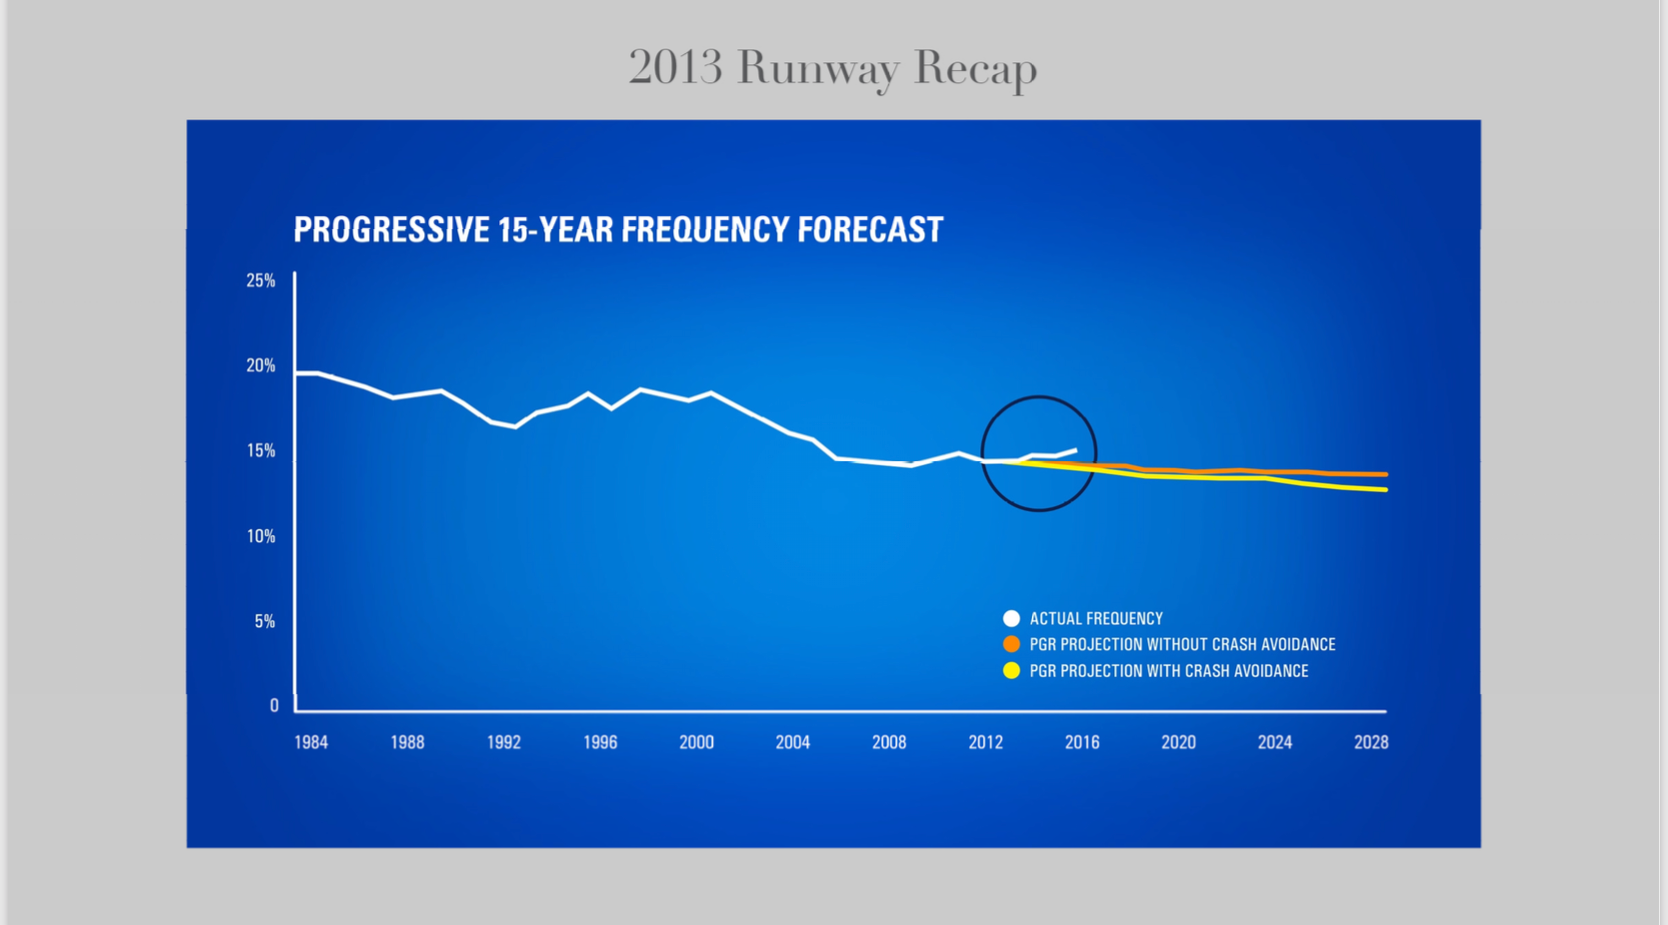 2013 Runway Recap
PROGRESSIVE 15-YEAR FREQUENCY FORECAST
25%
20%
15%
10%
5%
0
1984 1988 1992 1996 2000 2004 2008 2012 2016 2020 2024 2028
ACTUAL FREQUENCY
PGR PROJECTION WITHOUT CRASH AVOIDANCE
PGR PROJECTION WITH CRASH AVOIDANCE